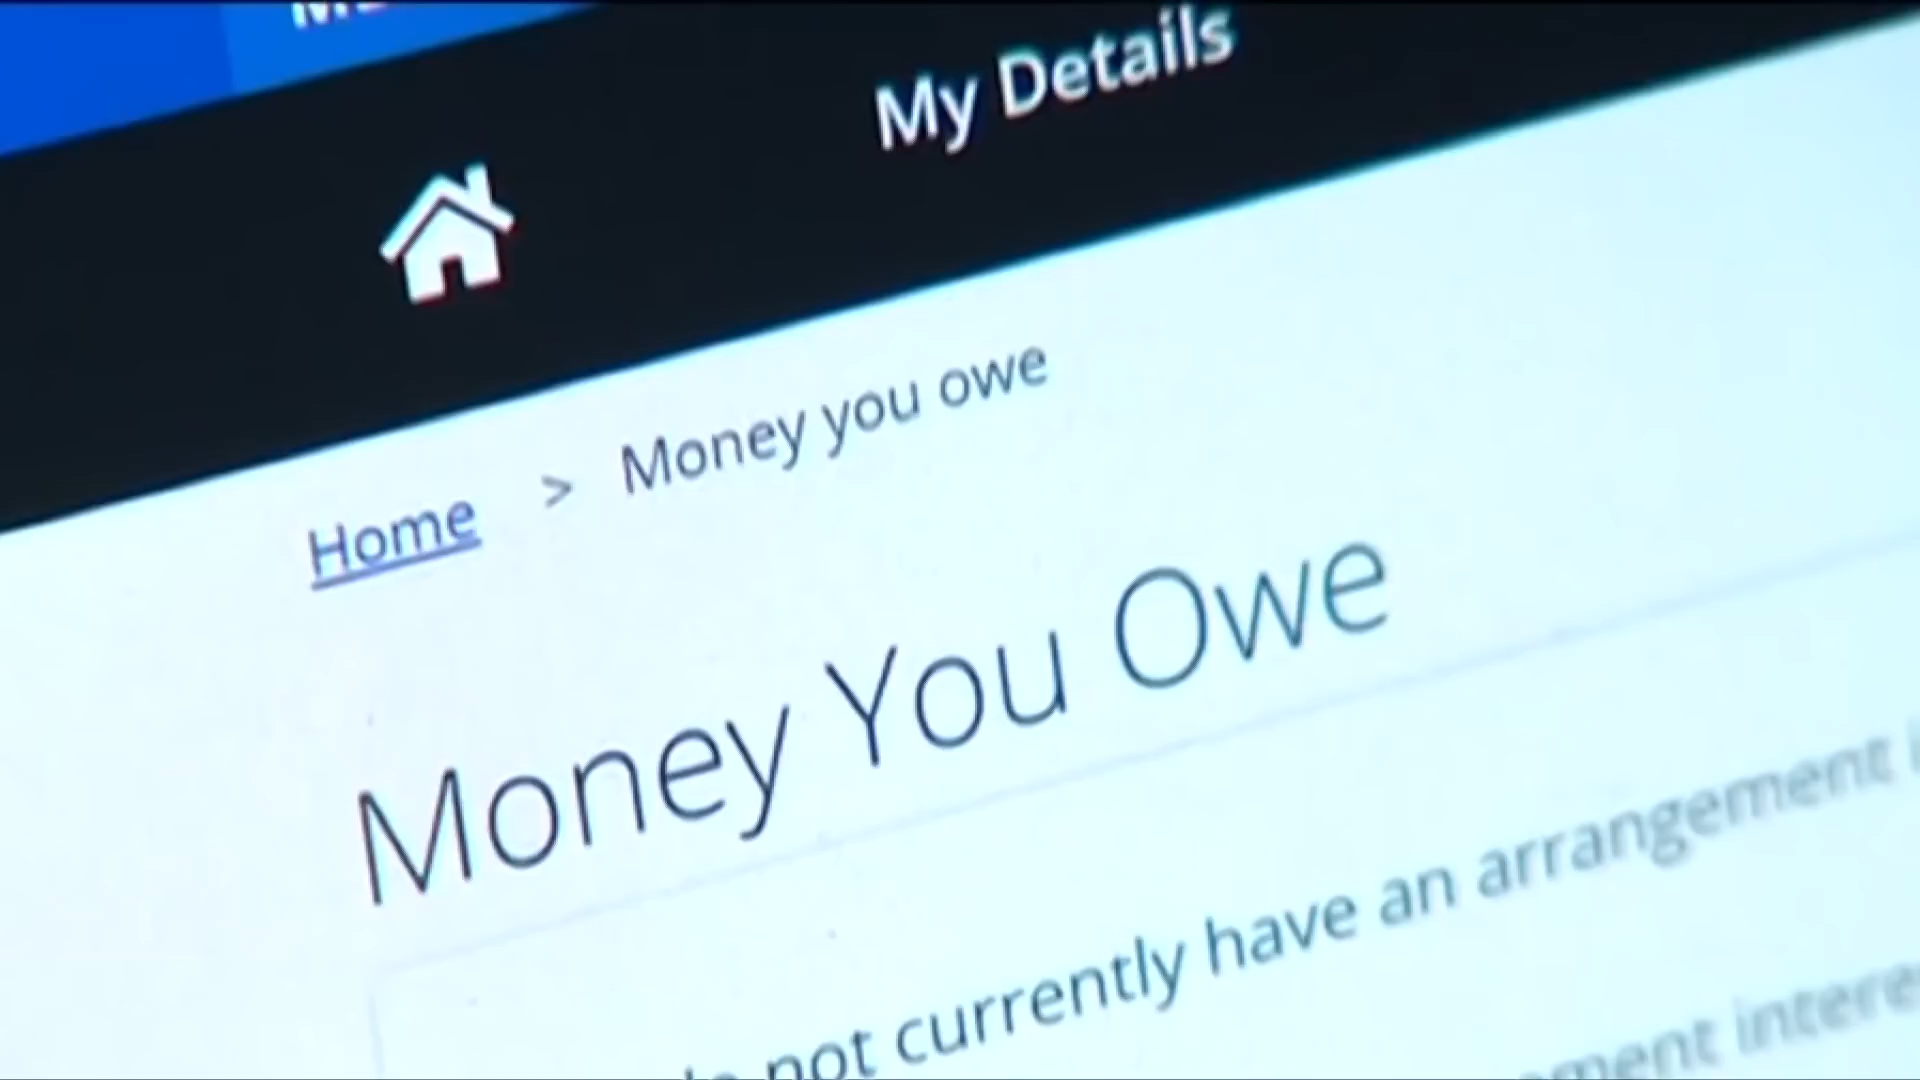 My Details
Home > Money you owe
Money You Owe
not currently have an arrangement